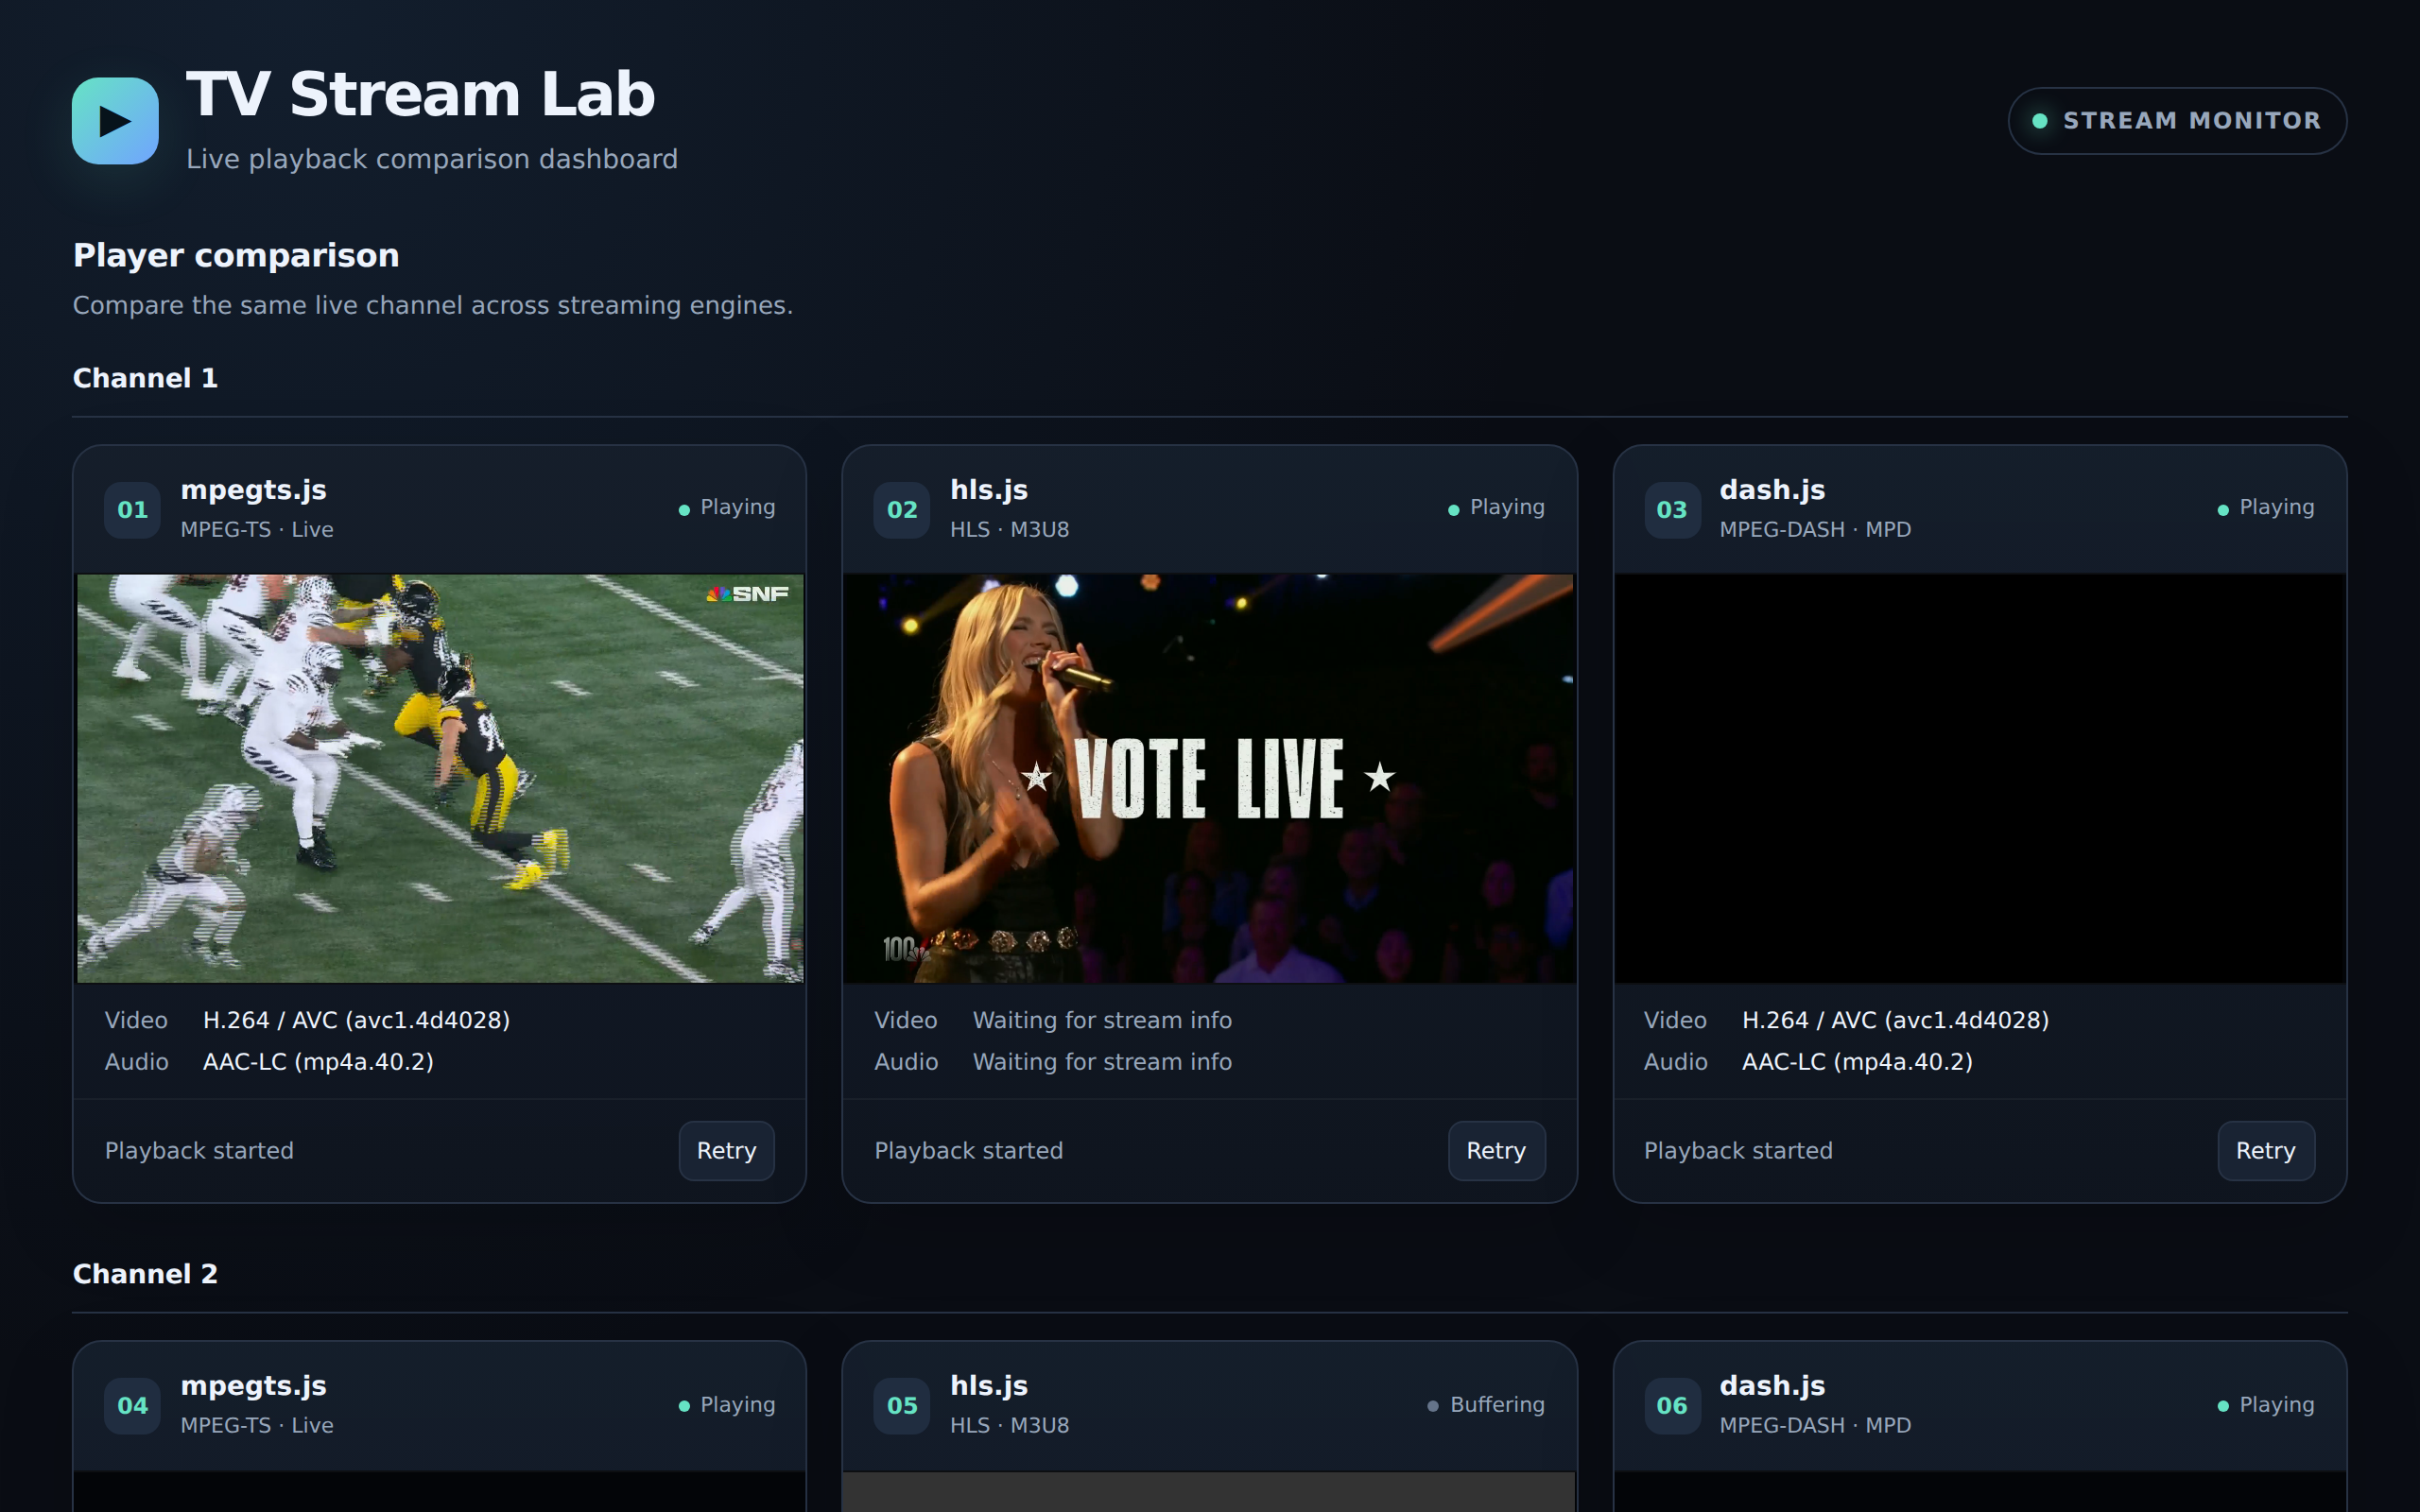 TV Stream Lab
Live playback comparison dashboard
STREAM MONITOR
Player comparison
Compare the same live channel across streaming engines.
Channel 1
01
mpegts.js
MPEG-TS · Live
Playing
SNF
Video H.264 / AVC (avc1.4d4028)
Audio AAC-LC (mp4a.40.2)
Playback started
Retry
02
hls.js
HLS · M3U8
Playing
★ VOTE LIVE ★
100
Video Waiting for stream info
Audio Waiting for stream info
Playback started
Retry
03
dash.js
MPEG-DASH · MPD
Playing
Video H.264 / AVC (avc1.4d4028)
Audio AAC-LC (mp4a.40.2)
Playback started
Retry
Channel 2
04
mpegts.js
MPEG-TS · Live
Playing
05
hls.js
HLS · M3U8
Buffering
06
dash.js
MPEG-DASH · MPD
Playing